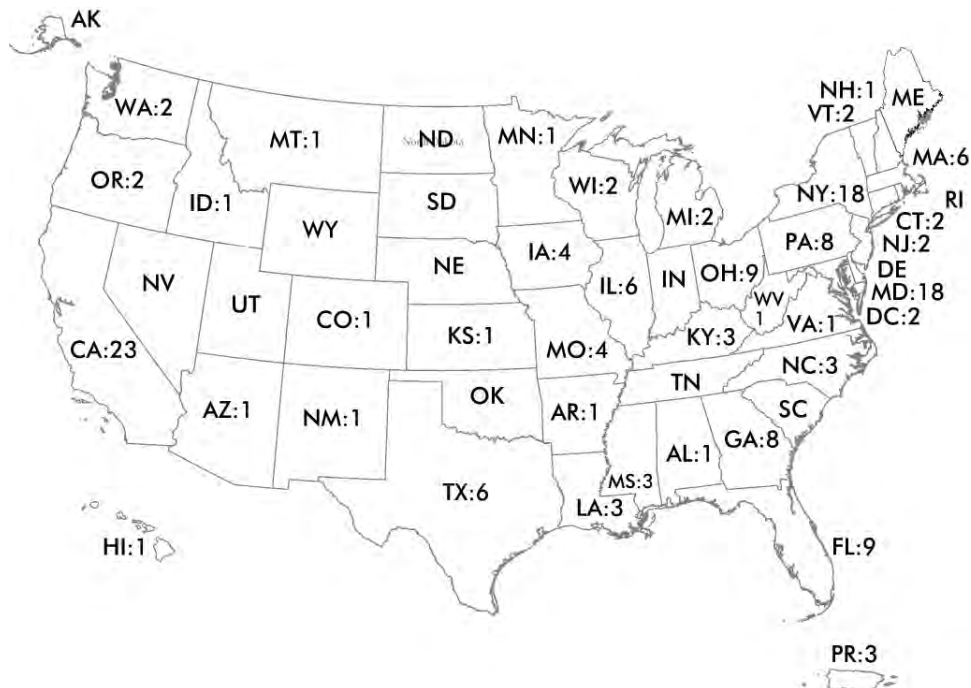 AK
WA:2
MT:1
ND
MN:1
NH:1
VT:2
ME
OR:2
ID:1
SD
WI:2
MI:2
NY:18
MA:6
RI
WY
CT:2
PA:8
NJ:2
NE
IA:4
NV
UT
CO:1
IL:6
IN
OH:9
DE
MD:18
WV
1
DC:2
VA:1
CA:23
KS:1
MO:4
KY:3
NC:3
AZ:1
NM:1
OK
AR:1
TN
SC
TX:6
MS:3
AL:1
GA:8
LA:3
HI:1
FL:9
PR:3